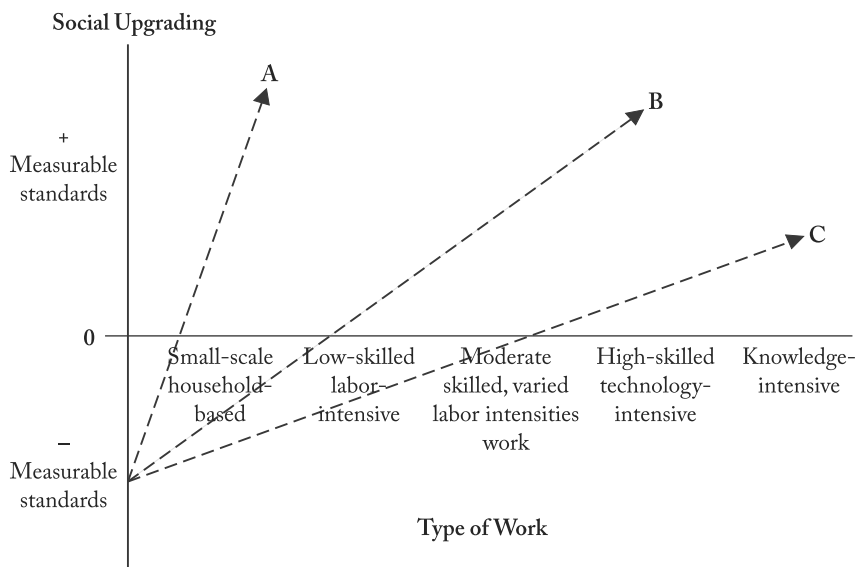 Social Upgrading
A
B
+
Measurable
standards
C
0
Small-scale
household-
based
Low-skilled
labor-
intensive
Moderate
skilled, varied
labor intensities
work
High-skilled
technology-
intensive
Knowledge-
intensive
–
Measurable
standards
Type of Work